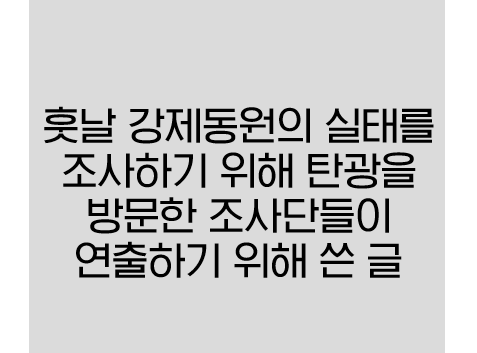 훗날 강제동원의 실태를
조사하기 위해 탄광을
방문한 조사단들이
연출하기 위해 쓴 글